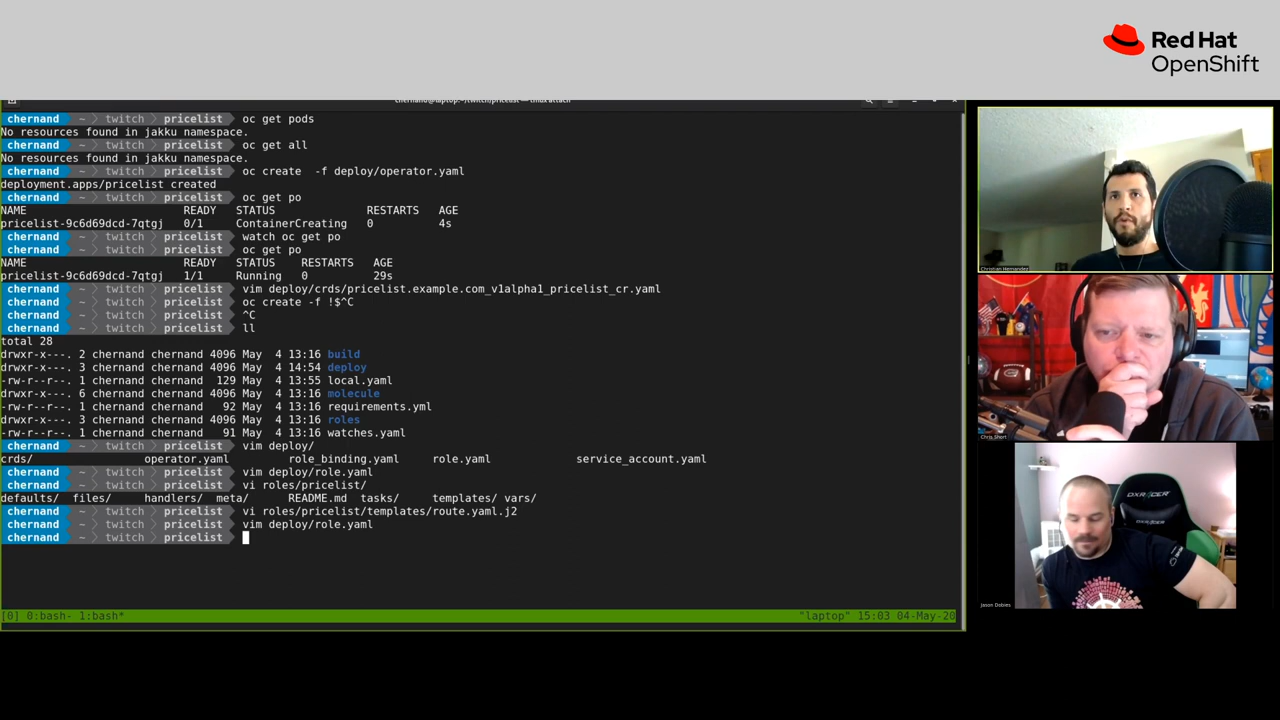 Red Hat
OpenShift
chernand@laptop:~/twitch/pricelist — tmux attach
chernand ~ twitch pricelist oc get pods
No resources found in jakku namespace.
chernand ~ twitch pricelist oc get all
No resources found in jakku namespace.
chernand ~ twitch pricelist oc create  -f deploy/operator.yaml
deployment.apps/pricelist created
chernand ~ twitch pricelist oc get po
NAME READY STATUS RESTARTS AGE
pricelist-9c6d69dcd-7qtgj 0/1 ContainerCreating 0 4s
chernand ~ twitch pricelist watch oc get po
chernand ~ twitch pricelist oc get po
NAME READY STATUS RESTARTS AGE
pricelist-9c6d69dcd-7qtgj 1/1 Running 0 29s
chernand ~ twitch pricelist vim deploy/crds/pricelist.example.com_v1alpha1_pricelist_cr.yaml
chernand ~ twitch pricelist oc create -f !$^C
chernand ~ twitch pricelist ^C
chernand ~ twitch pricelist ll
total 28
drwxr-x---. 2 chernand chernand 4096 May  4 13:16 build
drwxr-x---. 3 chernand chernand 4096 May  4 14:54 deploy
-rw-r--r--. 1 chernand chernand  129 May  4 13:55 local.yaml
drwxr-x---. 6 chernand chernand 4096 May  4 13:16 molecule
-rw-r--r--. 1 chernand chernand   92 May  4 13:16 requirements.yml
drwxr-x---. 3 chernand chernand 4096 May  4 13:16 roles
-rw-r--r--. 1 chernand chernand   91 May  4 13:16 watches.yaml
chernand ~ twitch pricelist vim deploy/
crds/ operator.yaml role_binding.yaml role.yaml service_account.yaml
chernand ~ twitch pricelist vim deploy/role.yaml
chernand ~ twitch pricelist vi roles/pricelist/
defaults/ files/ handlers/ meta/ README.md tasks/ templates/ vars/
chernand ~ twitch pricelist vi roles/pricelist/templates/route.yaml.j2
chernand ~ twitch pricelist vim deploy/role.yaml
chernand ~ twitch pricelist
[0] 0:bash- 1:bash* "laptop" 15:03 04-May-20
Christian Hernandez
Chris Short
DXRACER
Jason Dobies